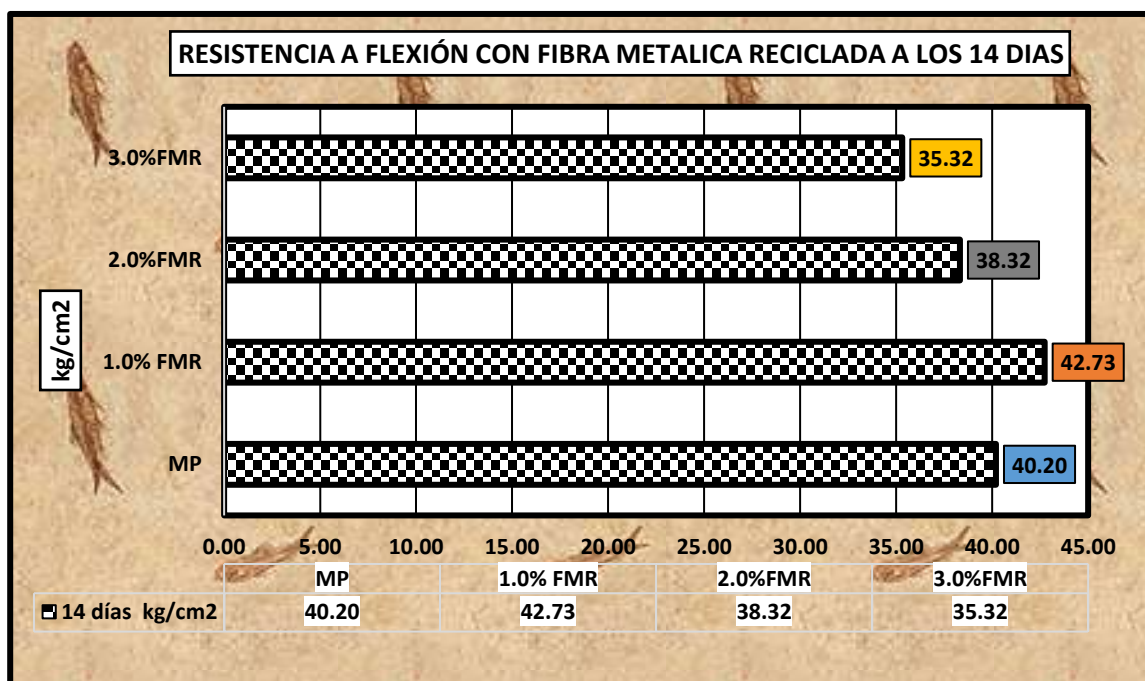 RESISTENCIA A FLEXIÓN CON FIBRA METALICA RECICLADA A LOS 14 DIAS
kg/cm2
3.0%FMR
35.32
2.0%FMR
38.32
1.0% FMR
42.73
MP
40.20
0.00 5.00 10.00 15.00 20.00 25.00 30.00 35.00 40.00 45.00
MP 1.0% FMR 2.0%FMR 3.0%FMR
14 días kg/cm2 40.20 42.73 38.32 35.32